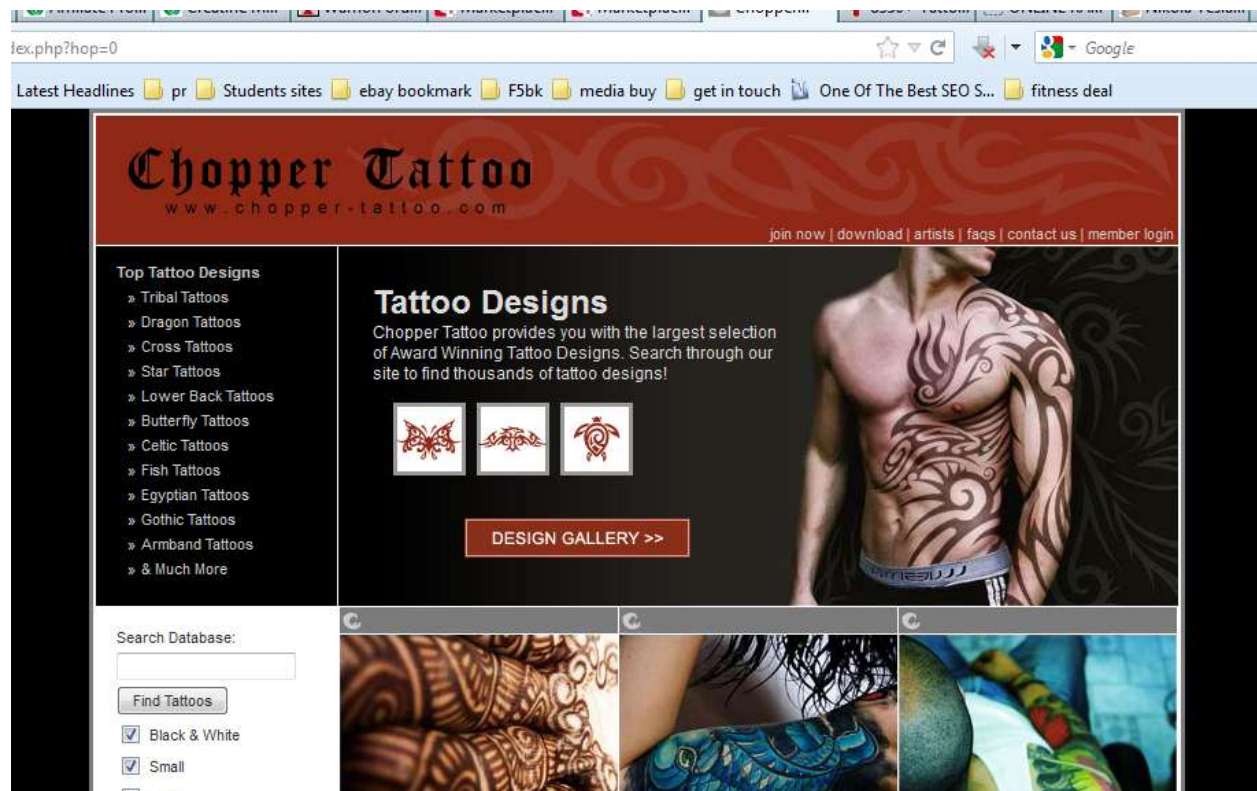 dex.php?hop=0
Google
Latest Headlines pr Students sites ebay bookmark F5bk media buy get in touch One Of The Best SEO S... fitness deal
Chopper Tattoo
www.chopper-tattoo.com
join now | download | artists | faqs | contact us | member login
Top Tattoo Designs
» Tribal Tattoos
» Dragon Tattoos
» Cross Tattoos
» Star Tattoos
» Lower Back Tattoos
» Butterfly Tattoos
» Celtic Tattoos
» Fish Tattoos
» Egyptian Tattoos
» Gothic Tattoos
» Armband Tattoos
» & Much More
Tattoo Designs
Chopper Tattoo provides you with the largest selection
of Award Winning Tattoo Designs. Search through our
site to find thousands of tattoo designs!
DESIGN GALLERY >>
Search Database:
Find Tattoos
Black & White
Small